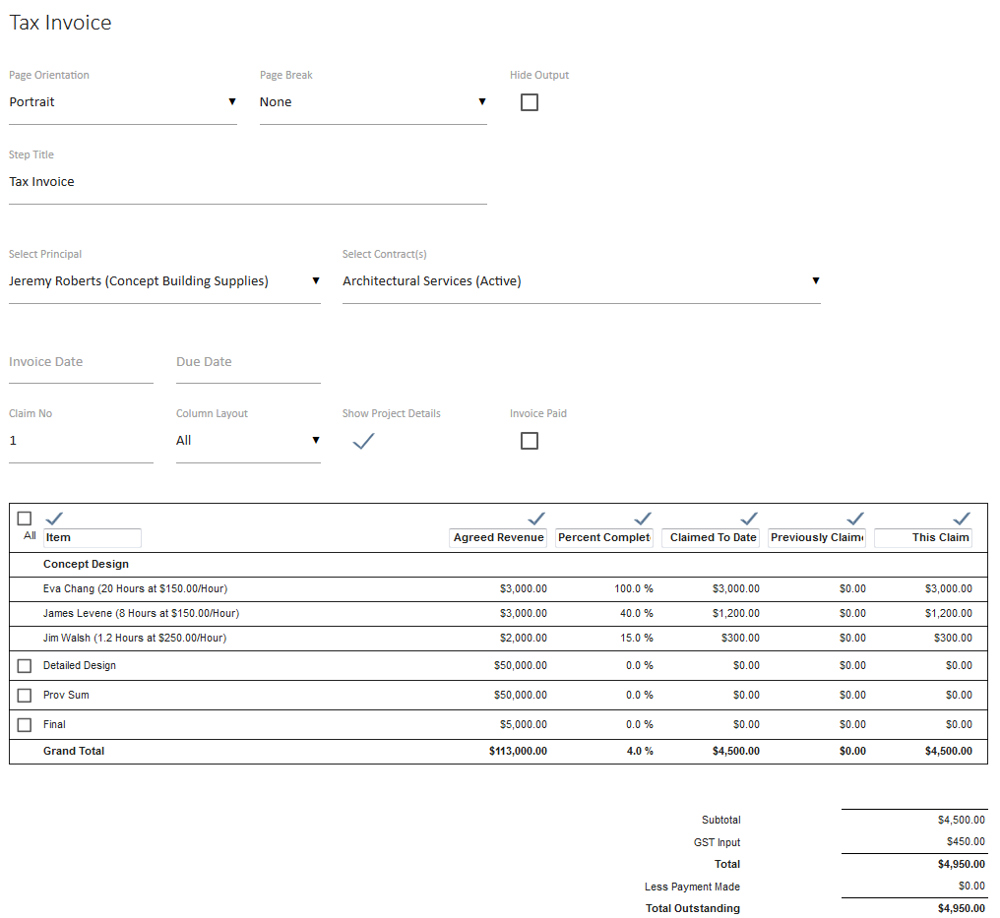 Tax Invoice
Page Orientation Page Break Hide Output
Portrait None
Step Title
Tax Invoice
Select Principal Select Contract(s)
Jeremy Roberts (Concept Building Supplies) Architectural Services (Active)
Invoice Date Due Date
Claim No Column Layout Show Project Details Invoice Paid
1 All
All Item Agreed Revenue Percent Complet Claimed To Date Previously Claim This Claim
Concept Design
Eva Chang (20 Hours at $150.00/Hour) $3,000.00 100.0 % $3,000.00 $0.00 $3,000.00
James Levene (8 Hours at $150.00/Hour) $3,000.00 40.0 % $1,200.00 $0.00 $1,200.00
Jim Walsh (1.2 Hours at $250.00/Hour) $2,000.00 15.0 % $300.00 $0.00 $300.00
Detailed Design $50,000.00 0.0 % $0.00 $0.00 $0.00
Prov Sum $50,000.00 0.0 % $0.00 $0.00 $0.00
Final $5,000.00 0.0 % $0.00 $0.00 $0.00
Grand Total $113,000.00 4.0 % $4,500.00 $0.00 $4,500.00
Subtotal $4,500.00
GST Input $450.00
Total $4,950.00
Less Payment Made $0.00
Total Outstanding $4,950.00